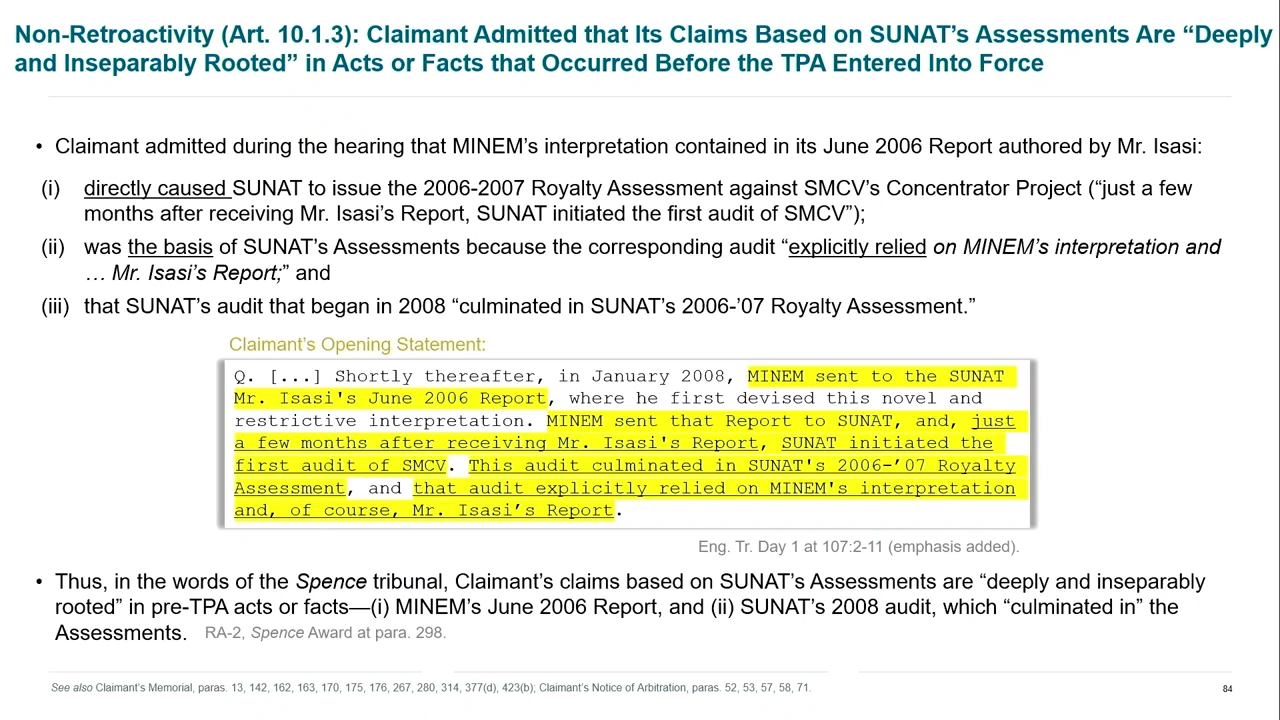 Non-Retroactivity (Art. 10.1.3): Claimant Admitted that Its Claims Based on SUNAT’s Assessments Are “Deeply
and Inseparably Rooted” in Acts or Facts that Occurred Before the TPA Entered Into Force
• Claimant admitted during the hearing that MINEM’s interpretation contained in its June 2006 Report authored by Mr. Isasi:
(i) directly caused SUNAT to issue the 2006-2007 Royalty Assessment against SMCV’s Concentrator Project (“just a few
months after receiving Mr. Isasi’s Report, SUNAT initiated the first audit of SMCV”);
(ii) was the basis of SUNAT’s Assessments because the corresponding audit “explicitly relied on MINEM’s interpretation and
… Mr. Isasi’s Report;” and
(iii) that SUNAT’s audit that began in 2008 “culminated in SUNAT’s 2006-’07 Royalty Assessment.”
Claimant’s Opening Statement:
Q. [...] Shortly thereafter, in January 2008, MINEM sent to the SUNAT
Mr. Isasi's June 2006 Report, where he first devised this novel and
restrictive interpretation. MINEM sent that Report to SUNAT, and, just
a few months after receiving Mr. Isasi's Report, SUNAT initiated the
first audit of SMCV. This audit culminated in SUNAT's 2006-’07 Royalty
Assessment, and that audit explicitly relied on MINEM's interpretation
and, of course, Mr. Isasi’s Report.
Eng. Tr. Day 1 at 107:2-11 (emphasis added).
• Thus, in the words of the Spence tribunal, Claimant’s claims based on SUNAT’s Assessments are “deeply and inseparably
rooted” in pre-TPA acts or facts—(i) MINEM’s June 2006 Report, and (ii) SUNAT’s 2008 audit, which “culminated in” the
Assessments. RA-2, Spence Award at para. 298.
See also Claimant’s Memorial, paras. 13, 142, 162, 163, 170, 175, 176, 267, 280, 314, 377(d), 423(b); Claimant’s Notice of Arbitration, paras. 52, 53, 57, 58, 71.
84